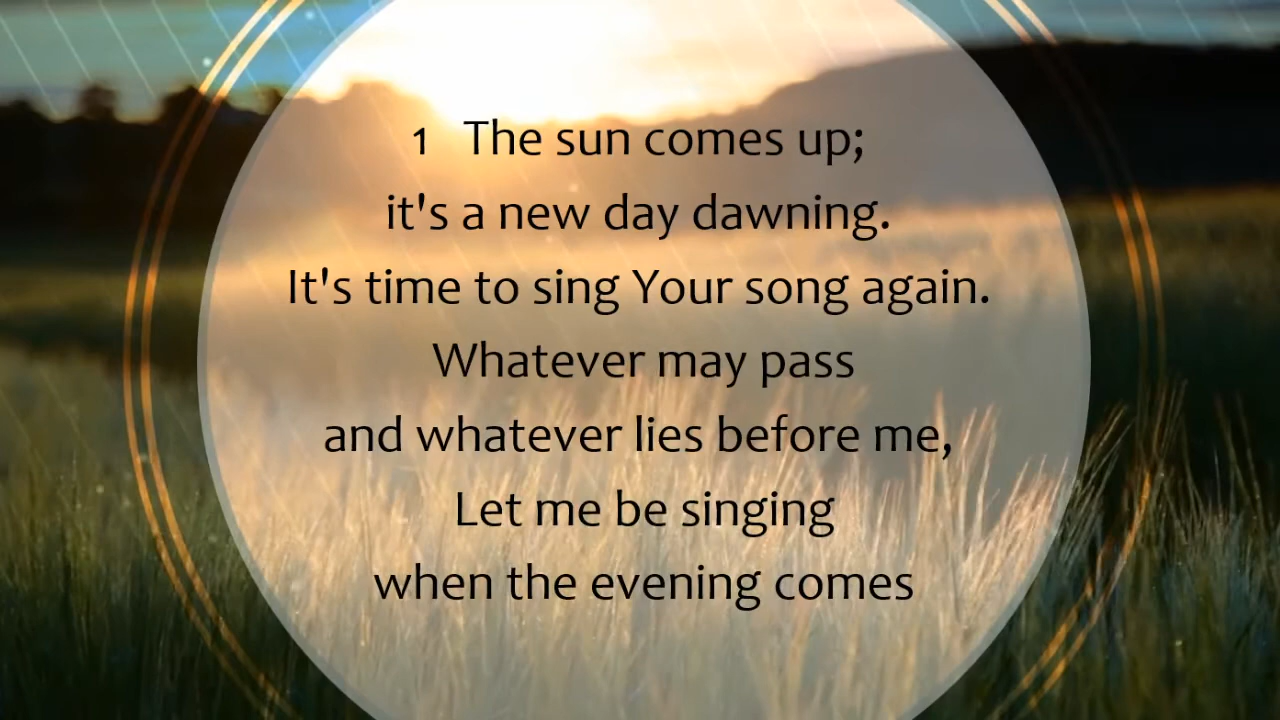 1 The sun comes up;
it's a new day dawning.
It's time to sing Your song again.
Whatever may pass
and whatever lies before me,
Let me be singing
when the evening comes